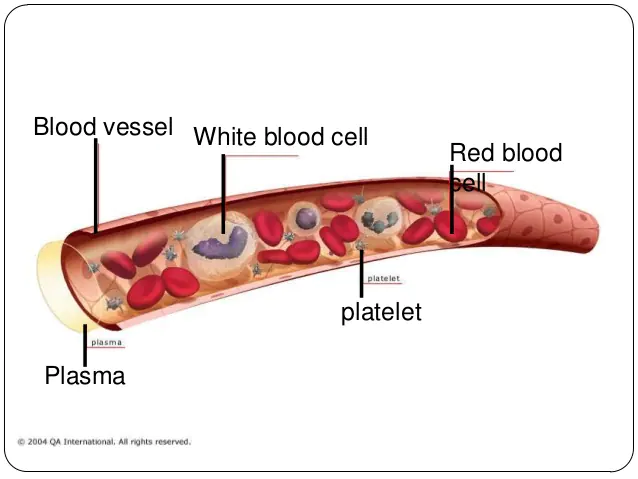 Blood vessel
White blood cell
Red blood
cell
platelet
platelet
plasma
Plasma
© 2004 QA International. All rights reserved.